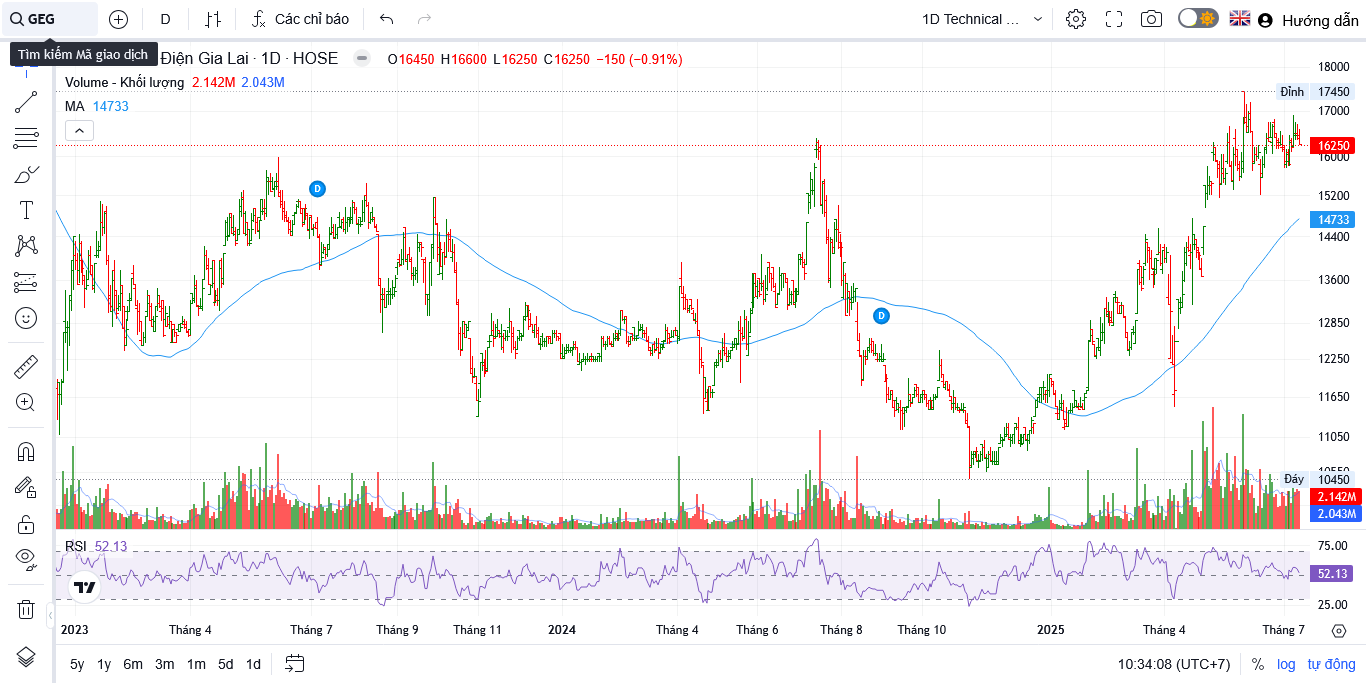 GEG
D
Các chỉ báo
1D Technical ...
Hướng dẫn
Tìm kiếm Mã giao dịch
Điện Gia Lai · 1D · HOSE
O16450 H16600 L16250 C16250 −150 (−0.91%)
Volume - Khối lượng 2.142M 2.043M
MA 14733
18000
Đỉnh 17450
17000
16250
16000
15200
14733
14400
13600
12850
12250
11650
11050
10550
Đáy 10450
2.142M
2.043M
D
D
RSI 52.13
75.00
52.13
25.00
2023 Tháng 4 Tháng 7 Tháng 9 Tháng 11 2024 Tháng 4 Tháng 6 Tháng 8 Tháng 10 2025 Tháng 4 Tháng 7
5y 1y 6m 3m 1m 5d 1d
10:34:08 (UTC+7) % log tự động